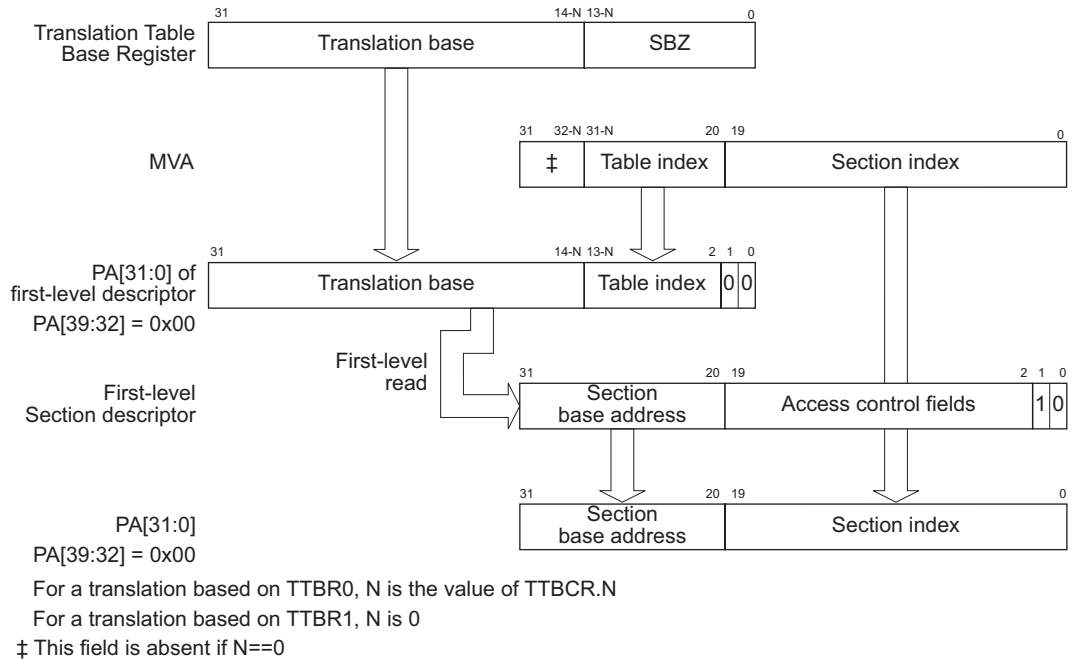 31 14-N 13-N 0
Translation Table
Base Register
Translation base SBZ
31 32-N 31-N 20 19 0
MVA ‡ Table index Section index
31 14-N 13-N 2 1 0
PA[31:0] of
first-level descriptor
PA[39:32] = 0x00
Translation base Table index 0 0
First-level
read
31 20 19 2 1 0
First-level
Section descriptor
Section
base address
Access control fields 1 0
31 20 19 0
PA[31:0]
PA[39:32] = 0x00
Section
base address
Section index
For a translation based on TTBR0, N is the value of TTBCR.N
For a translation based on TTBR1, N is 0
‡ This field is absent if N==0